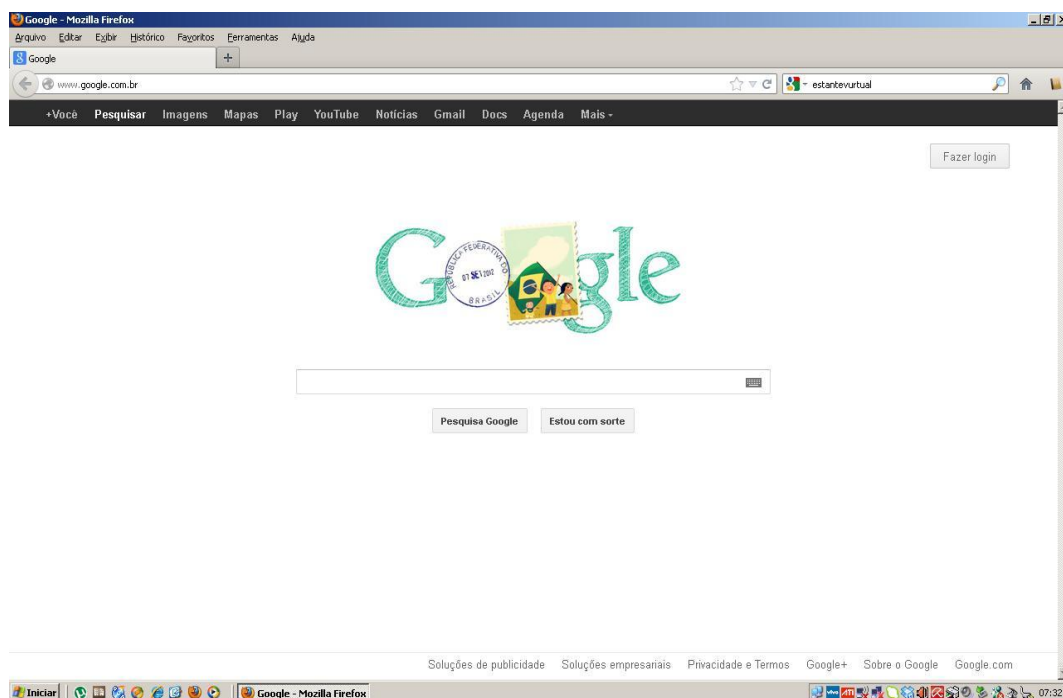 Google - Mozilla Firefox
Arquivo Editar Exibir Histórico Favoritos Ferramentas Ajuda
8 Google +
www.google.com.br estantevurtual
+Você Pesquisar Imagens Mapas Play YouTube Notícias Gmail Docs Agenda Mais
Fazer login
Google
REPÚBLICA FEDERATIVA DO BRASIL
07 SET 2012
Pesquisa Google Estou com sorte
Soluções de publicidade Soluções empresariais Privacidade e Termos Google+ Sobre o Google Google.com
Iniciar Google - Mozilla Firefox vivo ATI